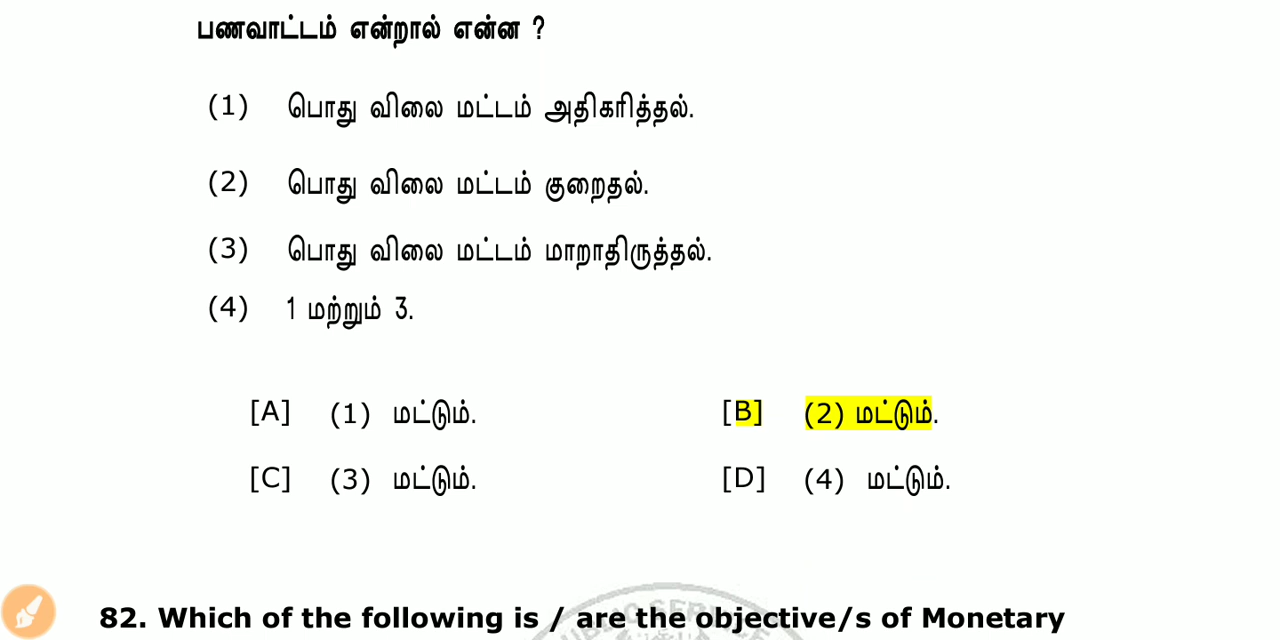 பணவாட்டம் என்றால் என்ன ?
(1) பொது விலை மட்டம் அதிகரித்தல்.
(2) பொது விலை மட்டம் குறைதல்.
(3) பொது விலை மட்டம் மாறாதிருத்தல்.
(4) 1 மற்றும் 3.
[A] (1) மட்டும். [B] (2) மட்டும்.
[C] (3) மட்டும். [D] (4) மட்டும்.
82. Which of the following is / are the objective/s of Monetary